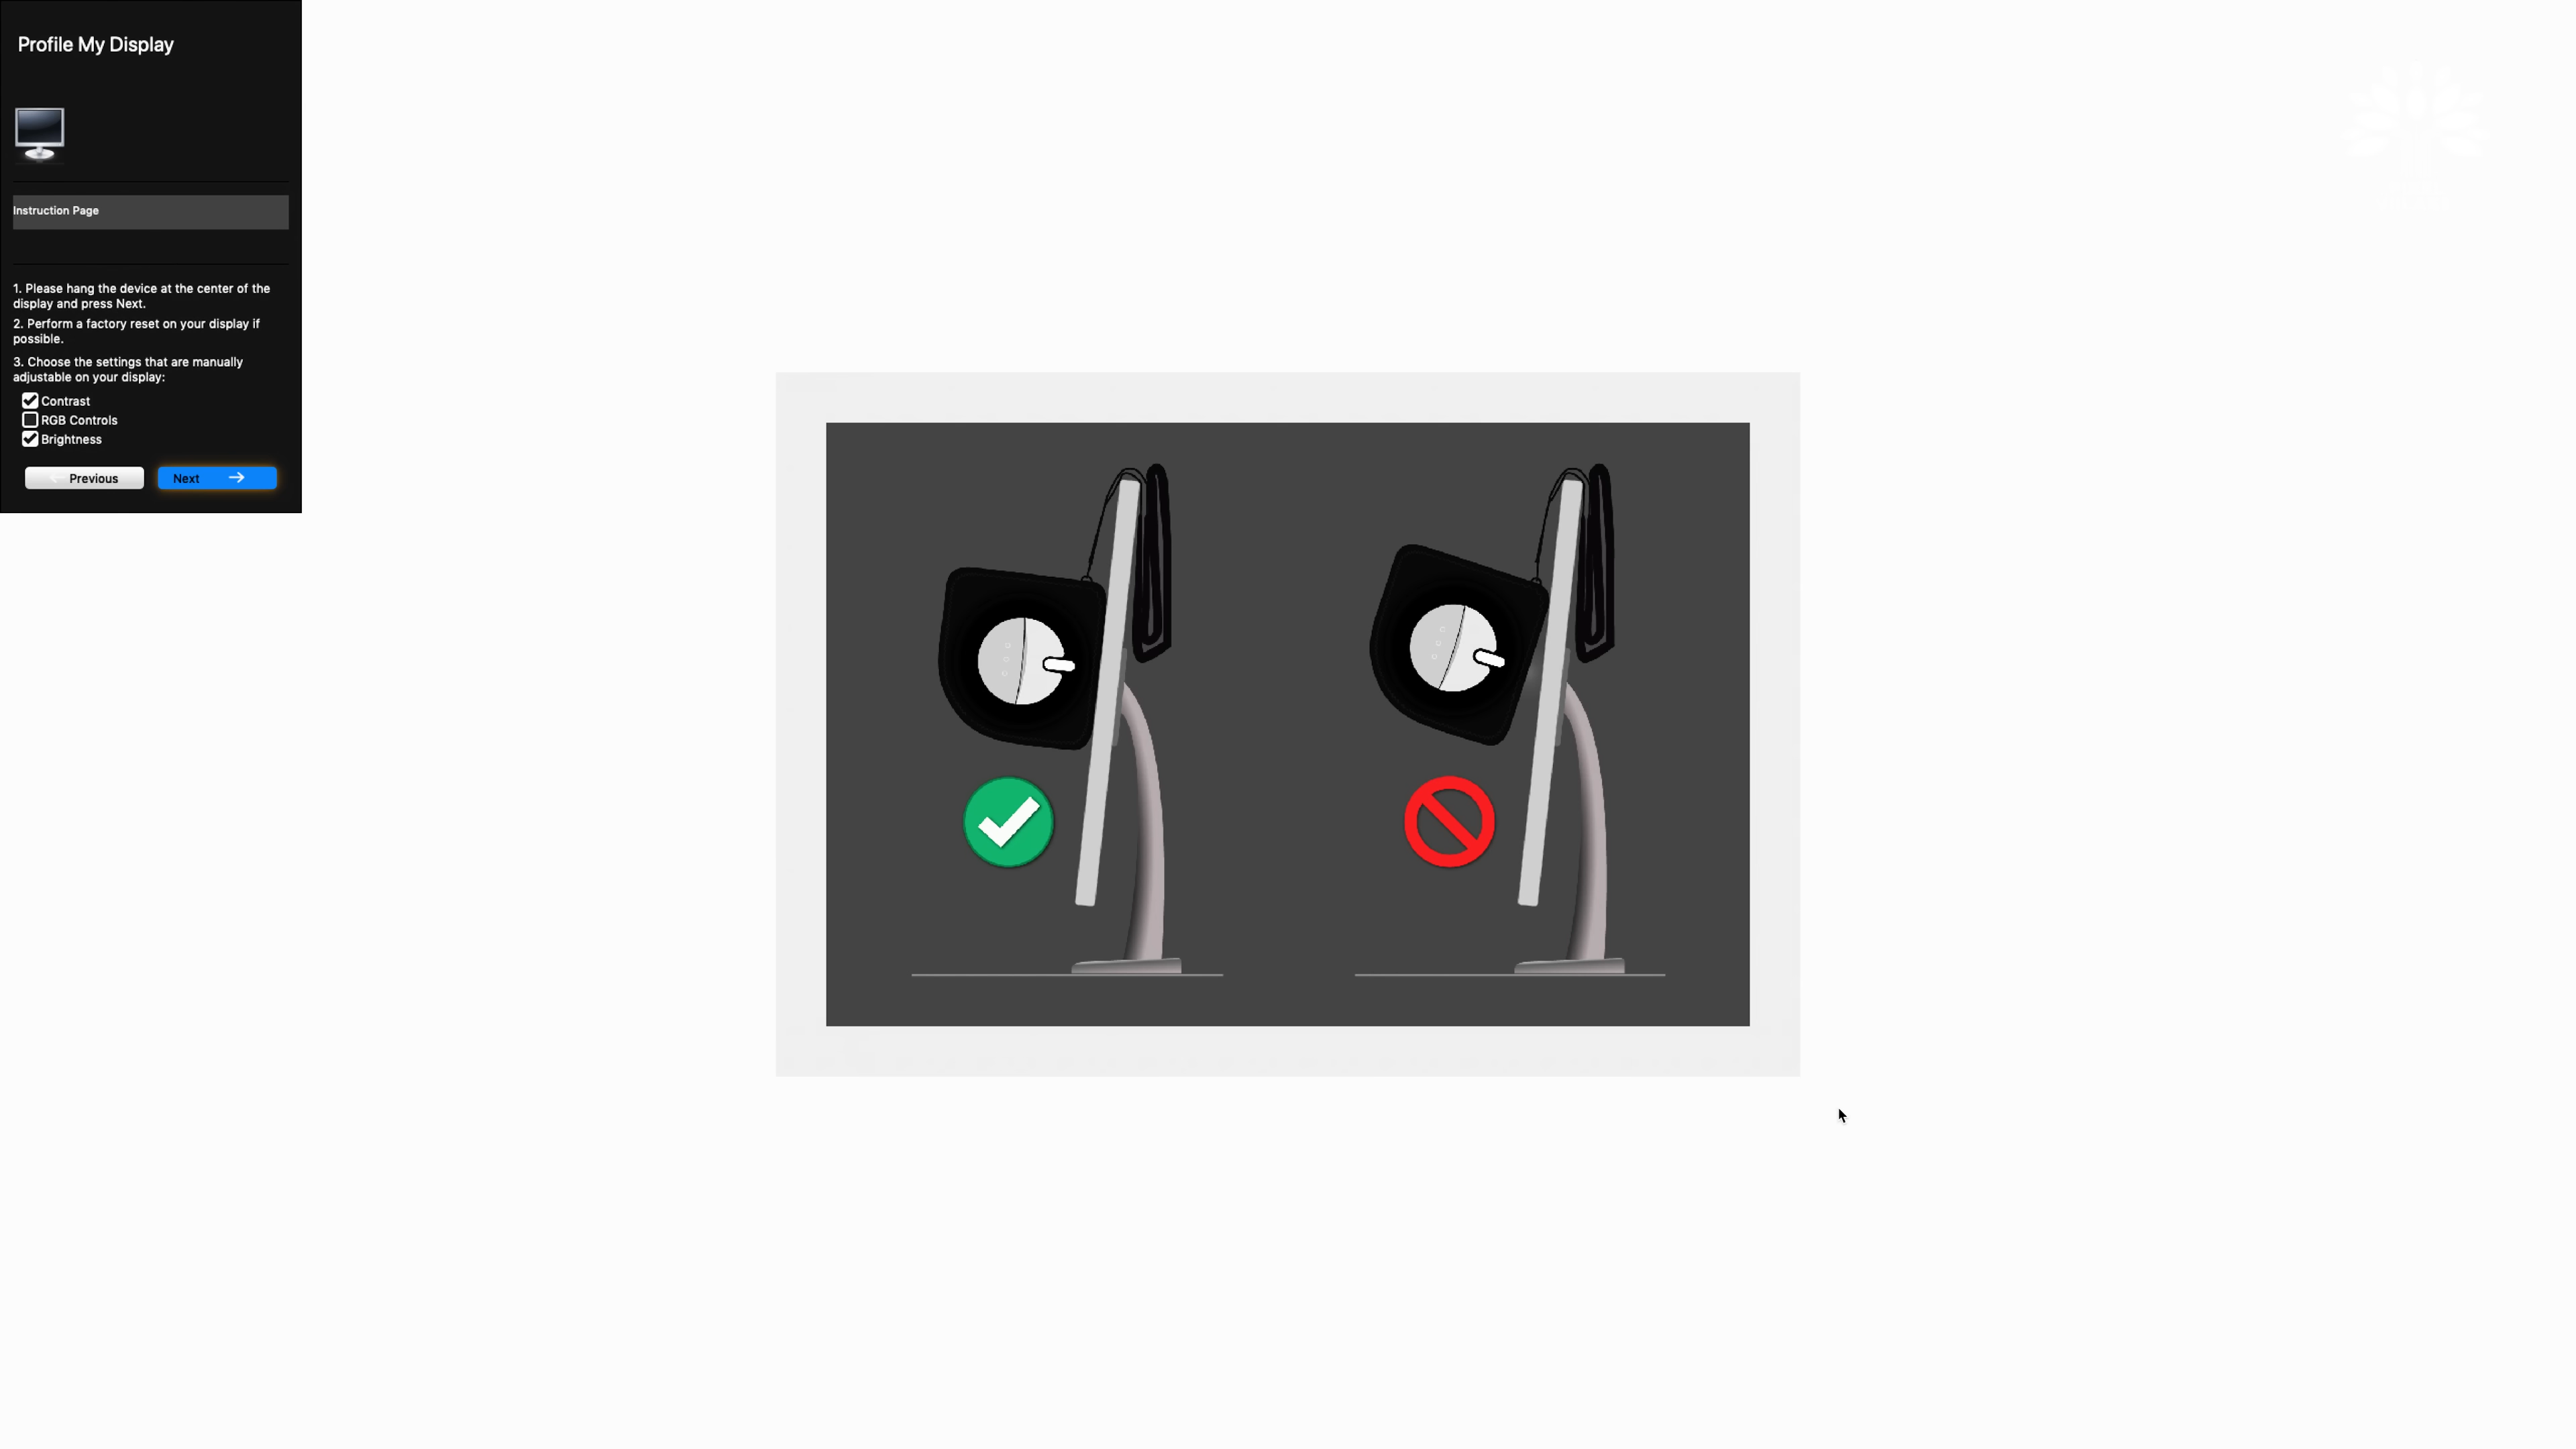 Profile My Display
Instruction Page
1. Please hang the device at the center of the
display and press Next.
2. Perform a factory reset on your display if
possible.
3. Choose the settings that are manually
adjustable on your display:
Contrast
RGB Controls
Brightness
Previous
Next